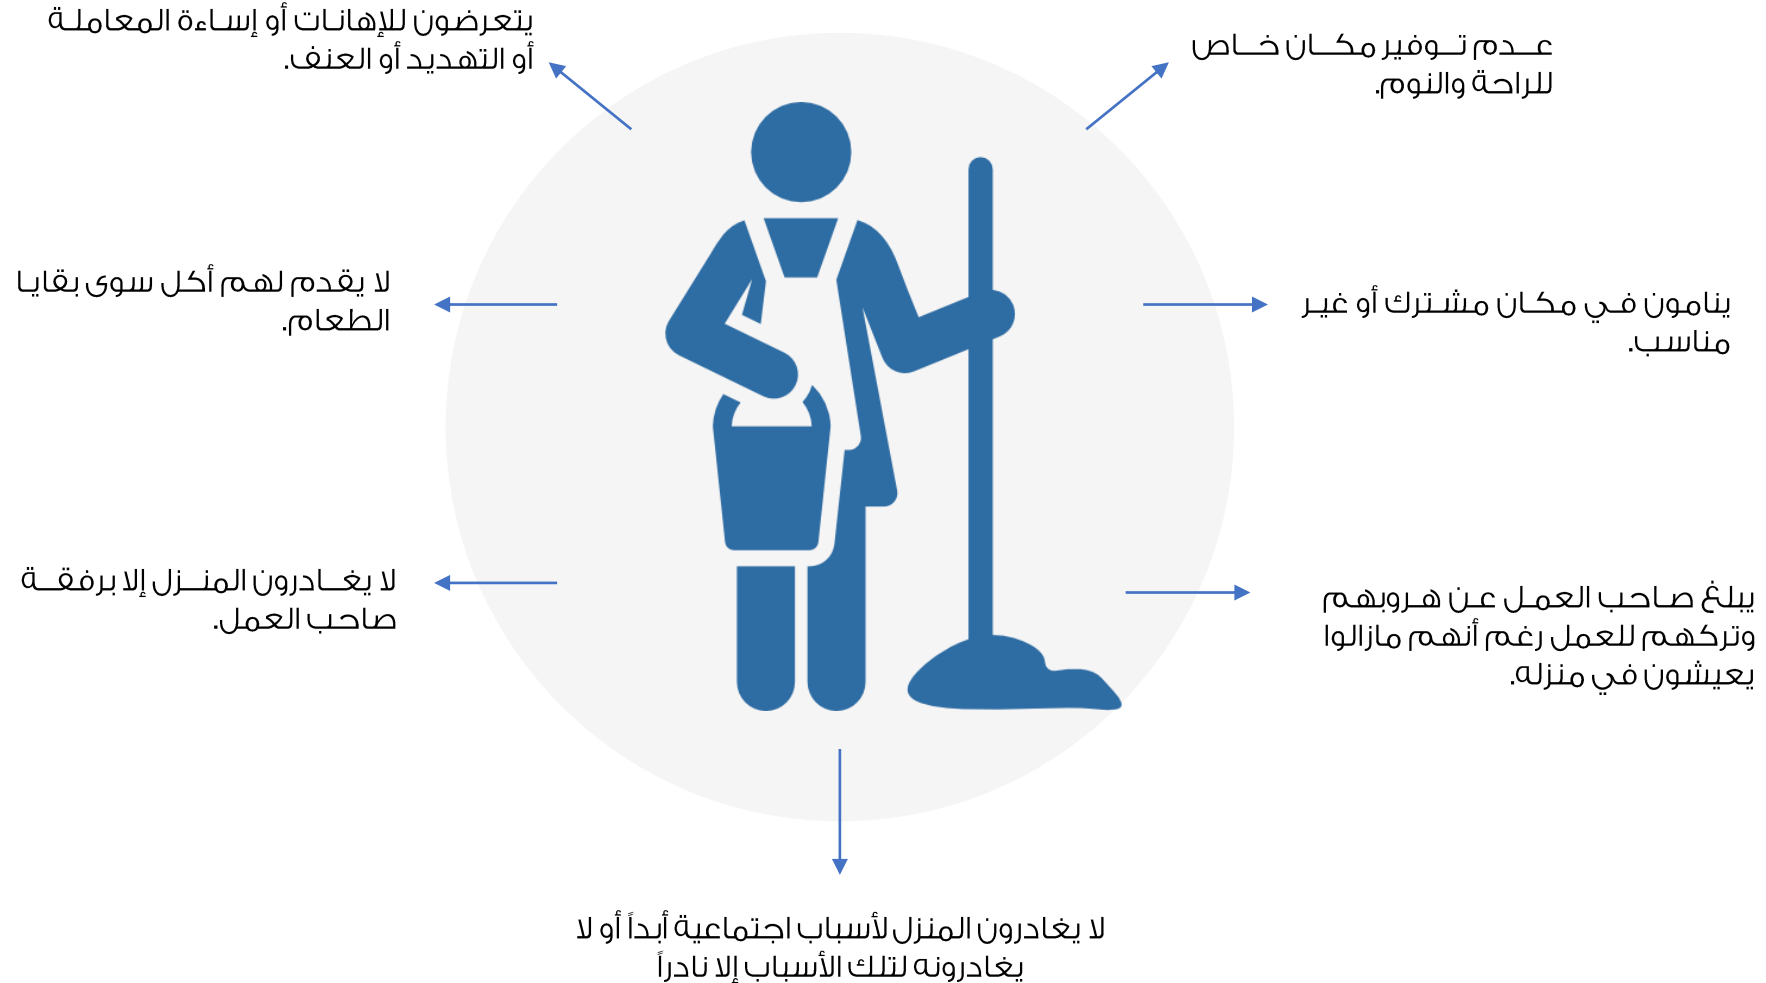 عدم توفير مكان خاص
للراحة والنوم.
يتعرضون للإهانات أو إساءة المعاملة
أو التهديد أو العنف.
ينامون في مكان مشترك أو غير
مناسب.
لا يقدم لهم أكل سوى بقايا
الطعام.
يبلغ صاحب العمل عن هروبهم
وتركهم للعمل رغم أنهم مازالوا
يعيشون في منزله.
لا يغادرون المنزل إلا برفقة
صاحب العمل.
لا يغادرون المنزل لأسباب اجتماعية أبداً أو لا
يغادرونه لتلك الأسباب إلا نادراً